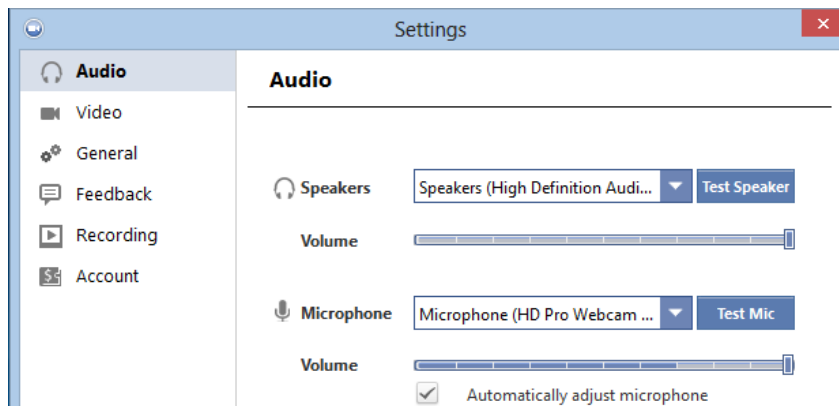 Settings
Audio
Video
General
Feedback
Recording
Account
Audio
Speakers
Speakers (High Definition Audi...
Test Speaker
Volume
Microphone
Microphone (HD Pro Webcam ...
Test Mic
Volume
Automatically adjust microphone